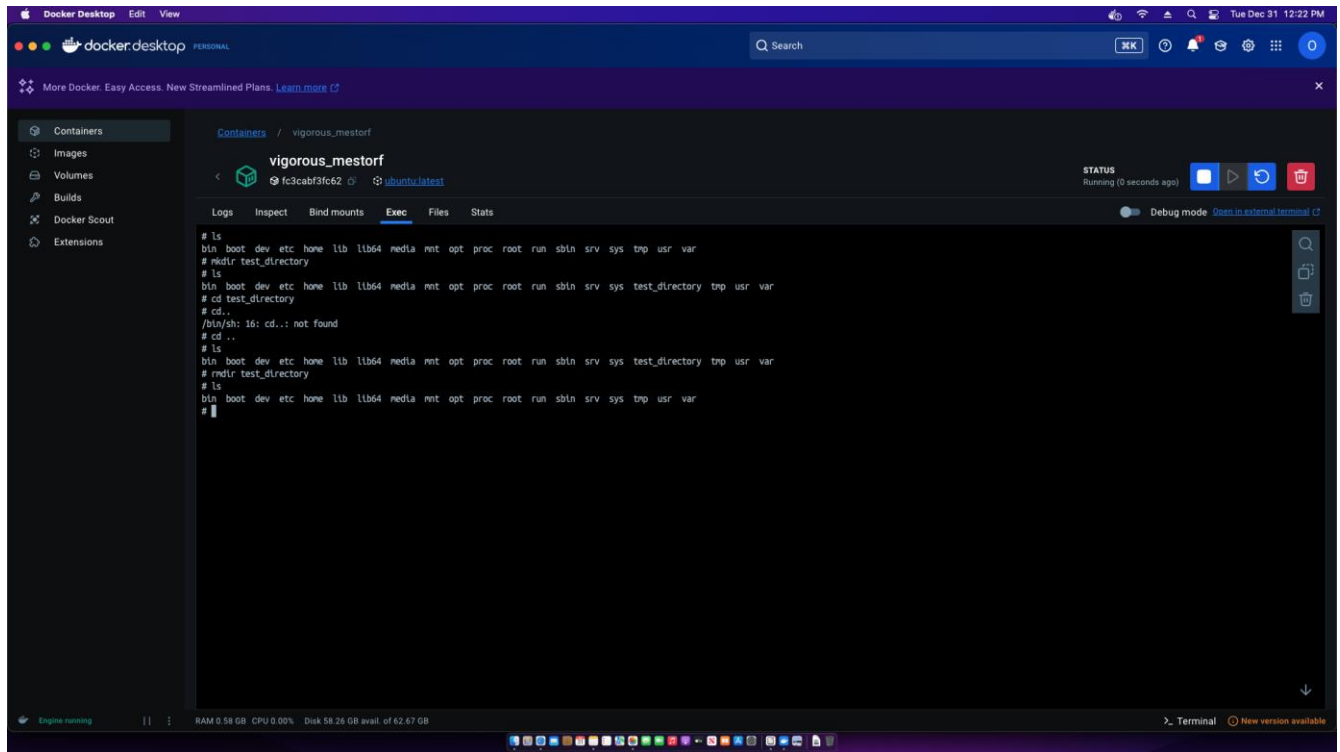 Docker Desktop Edit View
Tue Dec 31 12:22 PM
docker.desktop PERSONAL
Search
⌘K
O
More Docker. Easy Access. New Streamlined Plans. Learn more
Containers
Images
Volumes
Builds
Docker Scout
Extensions
Containers / vigorous_mestorf
vigorous_mestorf
fc3cabf3fc62 ubuntu:latest
STATUS
Running (0 seconds ago)
Logs Inspect Bind mounts Exec Files Stats
Debug mode Open in external terminal
# ls
bin boot dev etc home lib lib64 media mnt opt proc root run sbin srv sys tmp usr var
# mkdir test_directory
# ls
bin boot dev etc home lib lib64 media mnt opt proc root run sbin srv sys test_directory tmp usr var
# cd test_directory
# cd..
/bin/sh: 16: cd..: not found
# cd ..
# ls
bin boot dev etc home lib lib64 media mnt opt proc root run sbin srv sys test_directory tmp usr var
# rmdir test_directory
# ls
bin boot dev etc home lib lib64 media mnt opt proc root run sbin srv sys tmp usr var
#
Engine running
RAM 0.58 GB CPU 0.00% Disk 58.26 GB avail. of 62.67 GB
Terminal
New version available